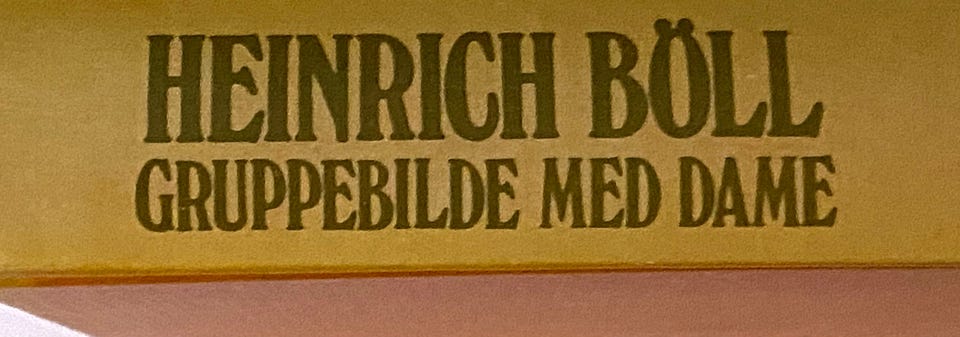 HEINRICH BÖLL
GRUPPEBILDE MED DAME